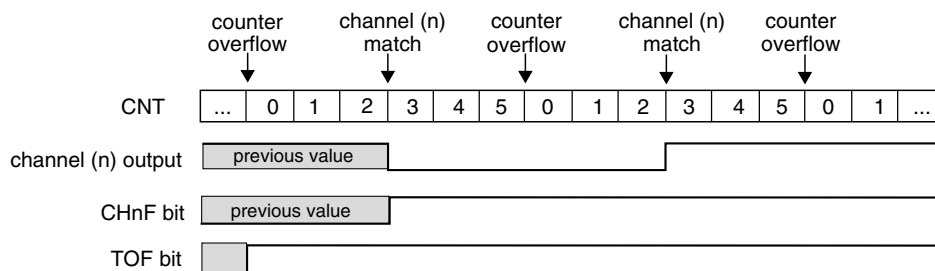 counter overflow
channel (n) match
counter overflow
channel (n) match
counter overflow
CNT ... 0 1 2 3 4 5 0 1 2 3 4 5 0 1 ...
channel (n) output previous value
CHnF bit previous value
TOF bit